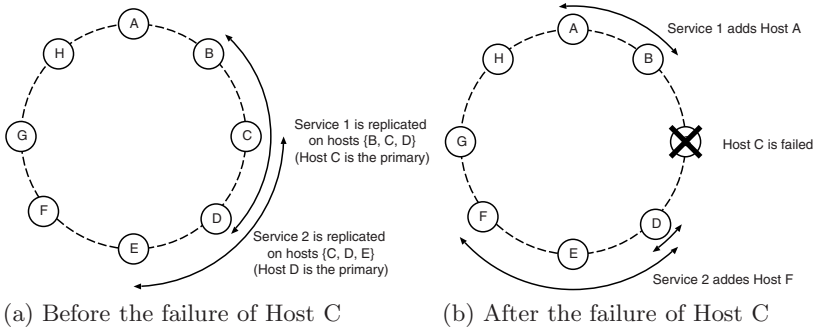 A
B
C
D
E
F
G
H
Service 1 is replicated
on hosts {B, C, D}
(Host C is the primary)
Service 2 is replicated
on hosts {C, D, E}
(Host D is the primary)
(a) Before the failure of Host C
A
B
D
E
F
G
H
Service 1 adds Host A
Host C is failed
Service 2 addes Host F
(b) After the failure of Host C